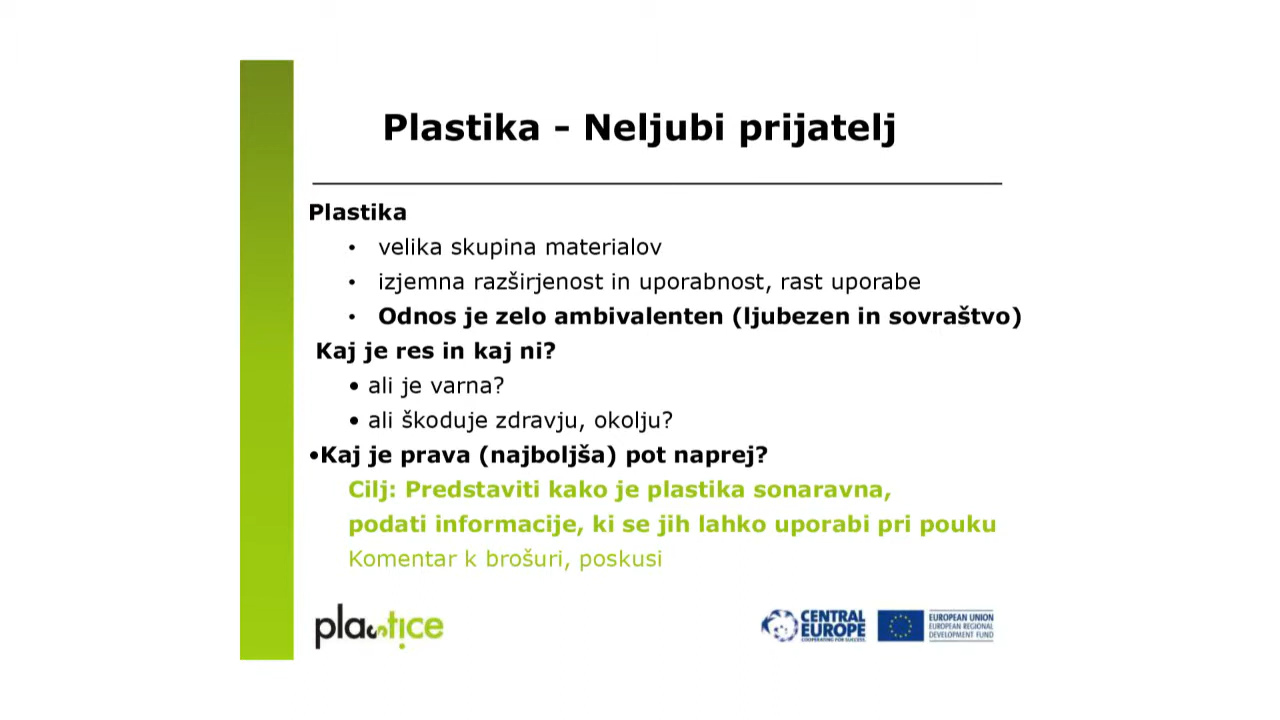 Plastika - Neljubi prijatelj
Plastika
• velika skupina materialov
• izjemna razširjenost in uporabnost, rast uporabe
• Odnos je zelo ambivalenten (ljubezen in sovraštvo)
Kaj je res in kaj ni?
• ali je varna?
• ali škoduje zdravju, okolju?
•Kaj je prava (najboljša) pot naprej?
Cilj: Predstaviti kako je plastika sonaravna,
podati informacije, ki se jih lahko uporabi pri pouku
Komentar k brošuri, poskusi
plastice
CENTRAL
EUROPE
COOPERATING FOR SUCCESS.
EUROPEAN UNION
EUROPEAN REGIONAL
DEVELOPMENT FUND